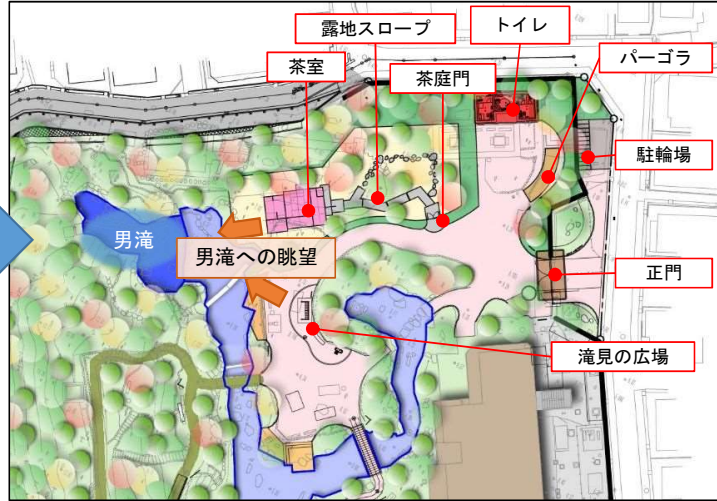 露地スロープ
トイレ
茶室
茶庭門
パーゴラ
駐輪場
男滝
男滝への眺望
正門
滝見の広場